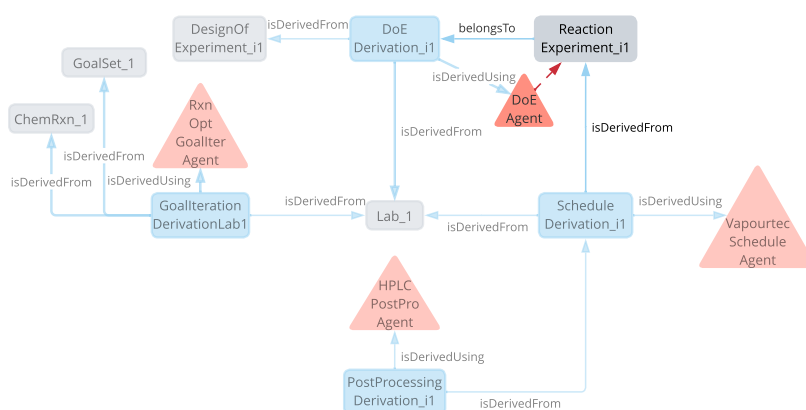 DesignOf
Experiment_i1
isDerivedFrom
DoE
Derivation_i1
belongsTo
Reaction
Experiment_i1
GoalSet_1
isDerivedUsing
DoE
Agent
ChemRxn_1
Rxn
Opt
GoalIter
Agent
isDerivedFrom
isDerivedFrom
isDerivedFrom
isDerivedFrom
isDerivedUsing
GoalIteration
DerivationLab1
isDerivedFrom
Lab_1
isDerivedFrom
Schedule
Derivation_i1
isDerivedUsing
Vapourtec
Schedule
Agent
HPLC
PostPro
Agent
isDerivedUsing
PostProcessing
Derivation_i1
isDerivedFrom